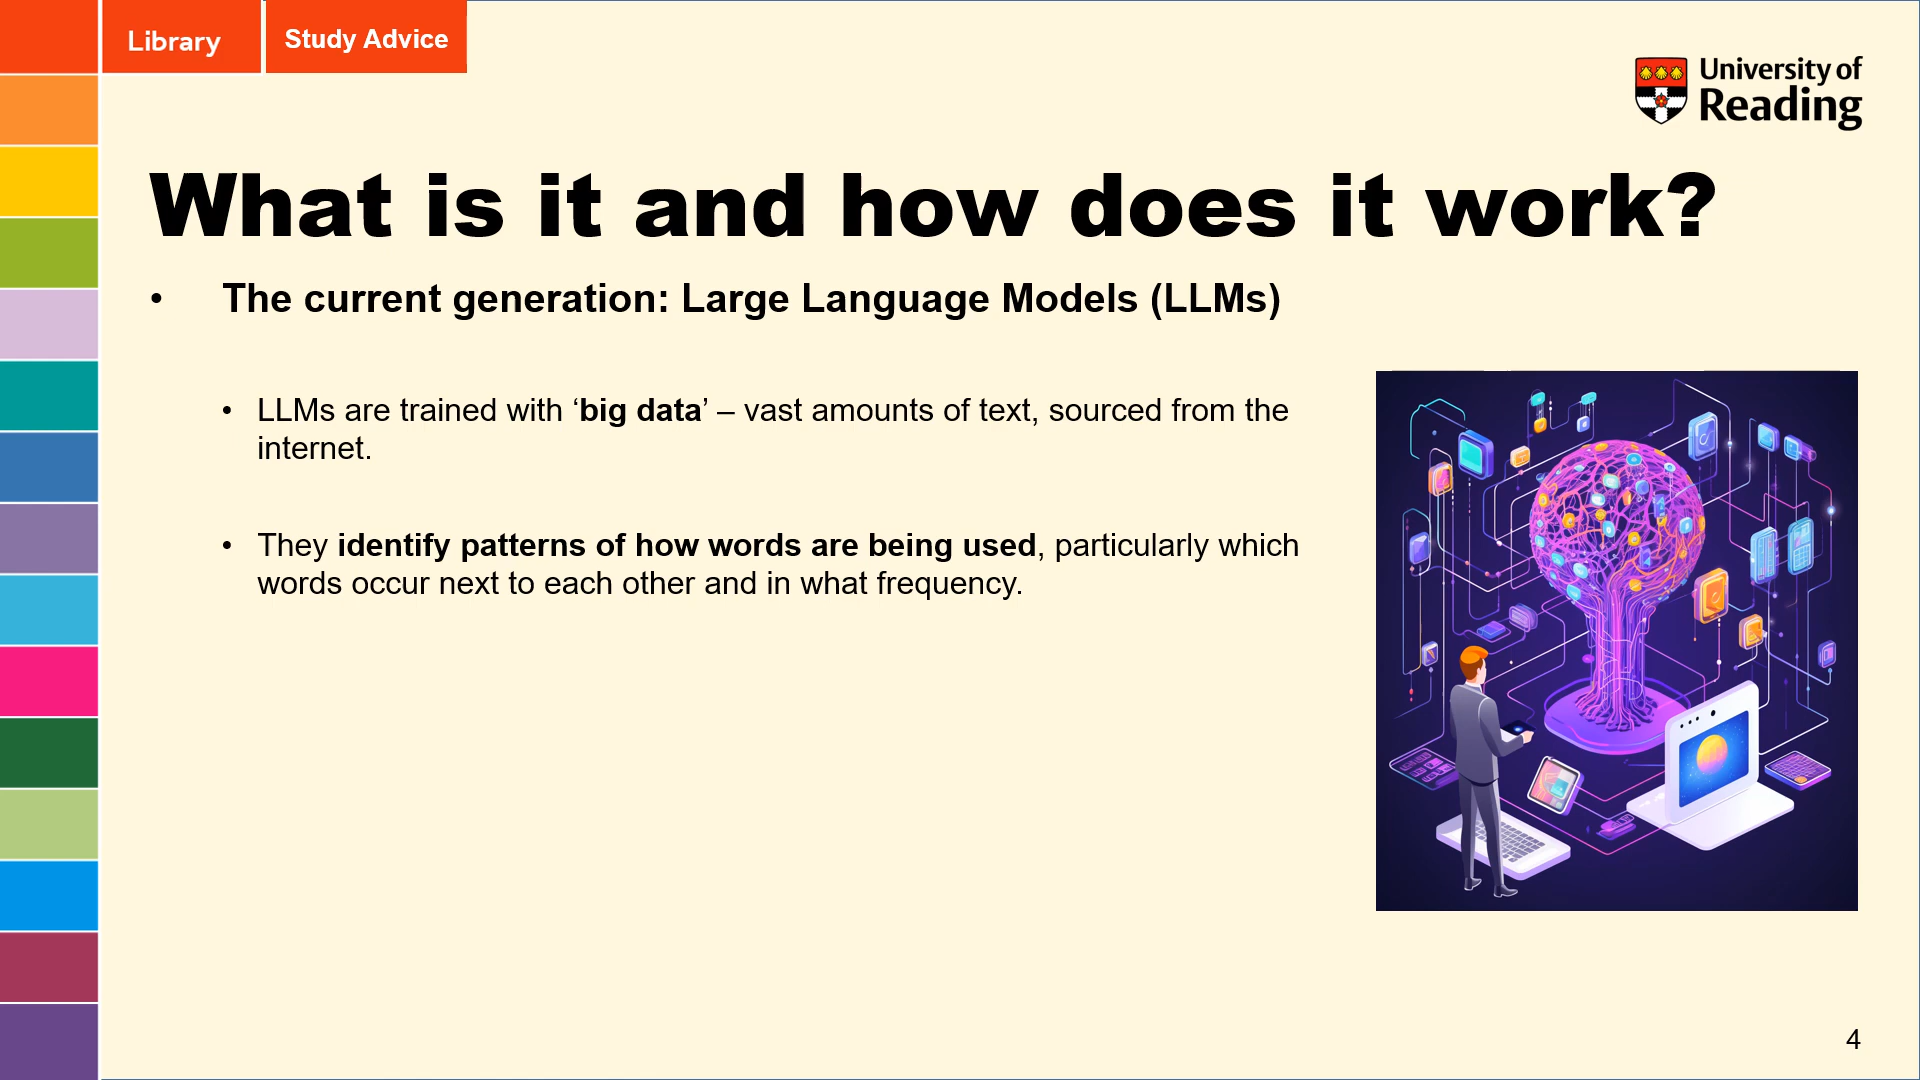 Library
Study Advice
University of
Reading
What is it and how does it work?
• The current generation: Large Language Models (LLMs)
• LLMs are trained with ‘big data’ – vast amounts of text, sourced from the
internet.
• They identify patterns of how words are being used, particularly which
words occur next to each other and in what frequency.
4